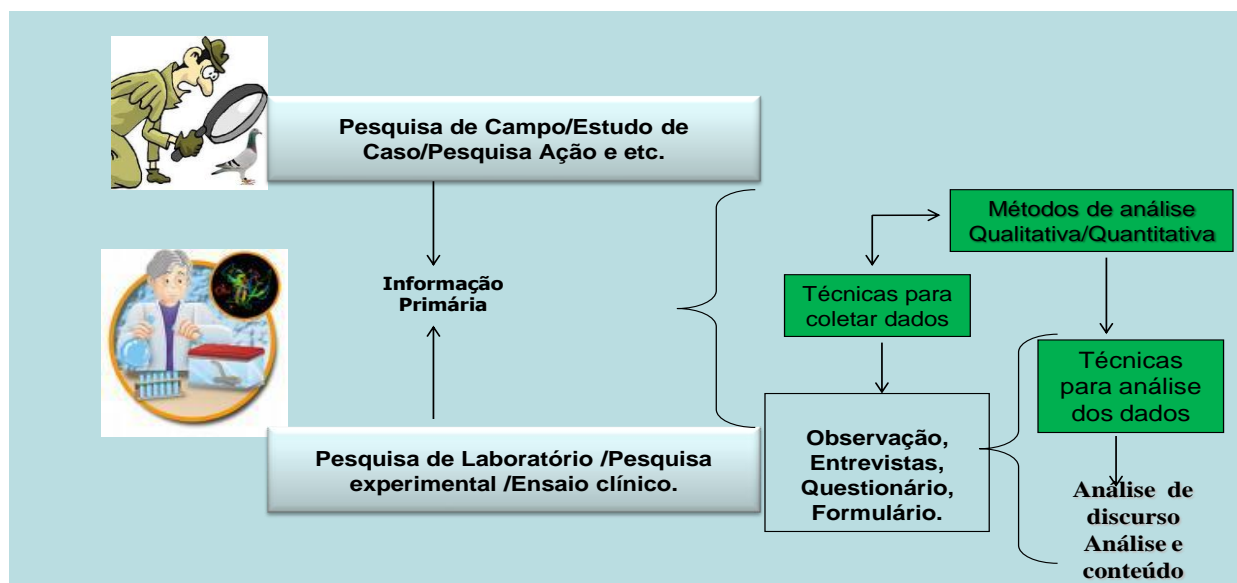 Pesquisa de Campo/Estudo de
Caso/Pesquisa Ação e etc.
Informação
Primária
Pesquisa de Laboratório /Pesquisa
experimental /Ensaio clínico.
Métodos de análise
Qualitativa/Quantitativa
Técnicas para
coletar dados
Observação,
Entrevistas,
Questionário,
Formulário.
Técnicas
para análise
dos dados
Análise de
discurso
Análise e
conteúdo